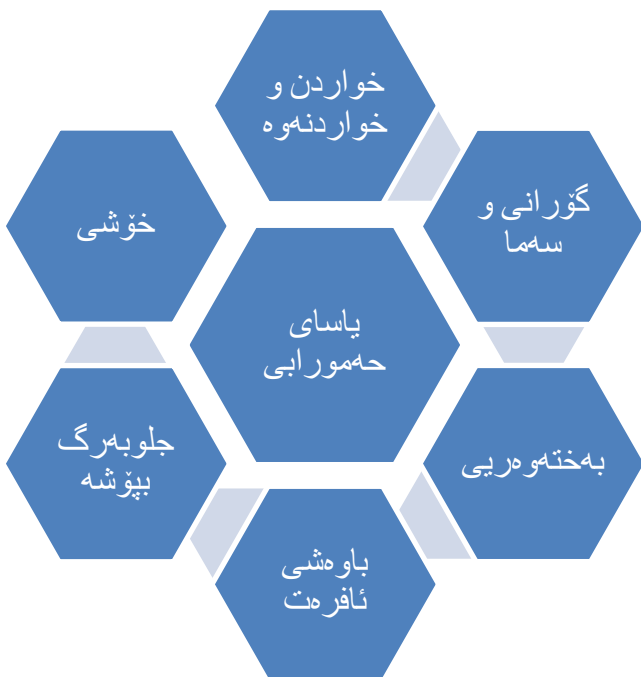 خواردن و
خواردنەوە
گۆرانی و
سەما
خۆشی
یاسای
حەمورابی
بەختەوەریی
جلوبەرگ
بپۆشە
باوەشی
ئافرەت